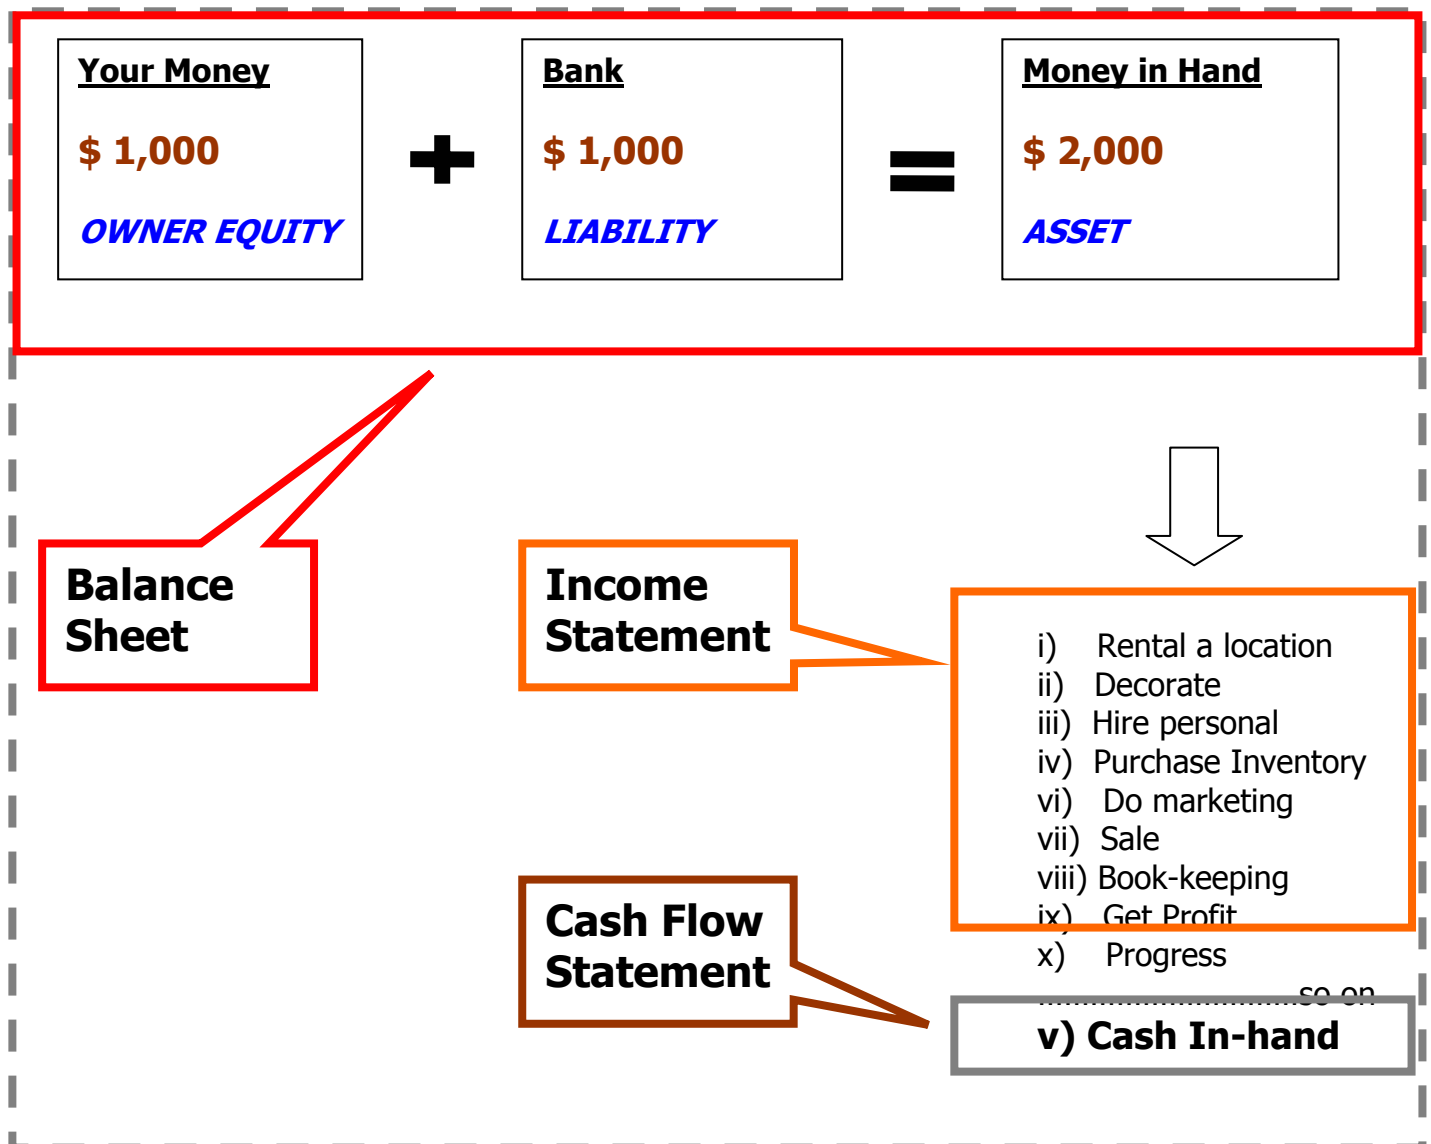 Your Money
$ 1,000
OWNER EQUITY
+
Bank
$ 1,000
LIABILITY
=
Money in Hand
$ 2,000
ASSET
Balance
Sheet
Income
Statement
i) Rental a location
ii) Decorate
iii) Hire personal
iv) Purchase Inventory
vi) Do marketing
vii) Sale
viii) Book-keeping
ix) Get Profit
x) Progress
..............................so on
Cash Flow
Statement
v) Cash In-hand